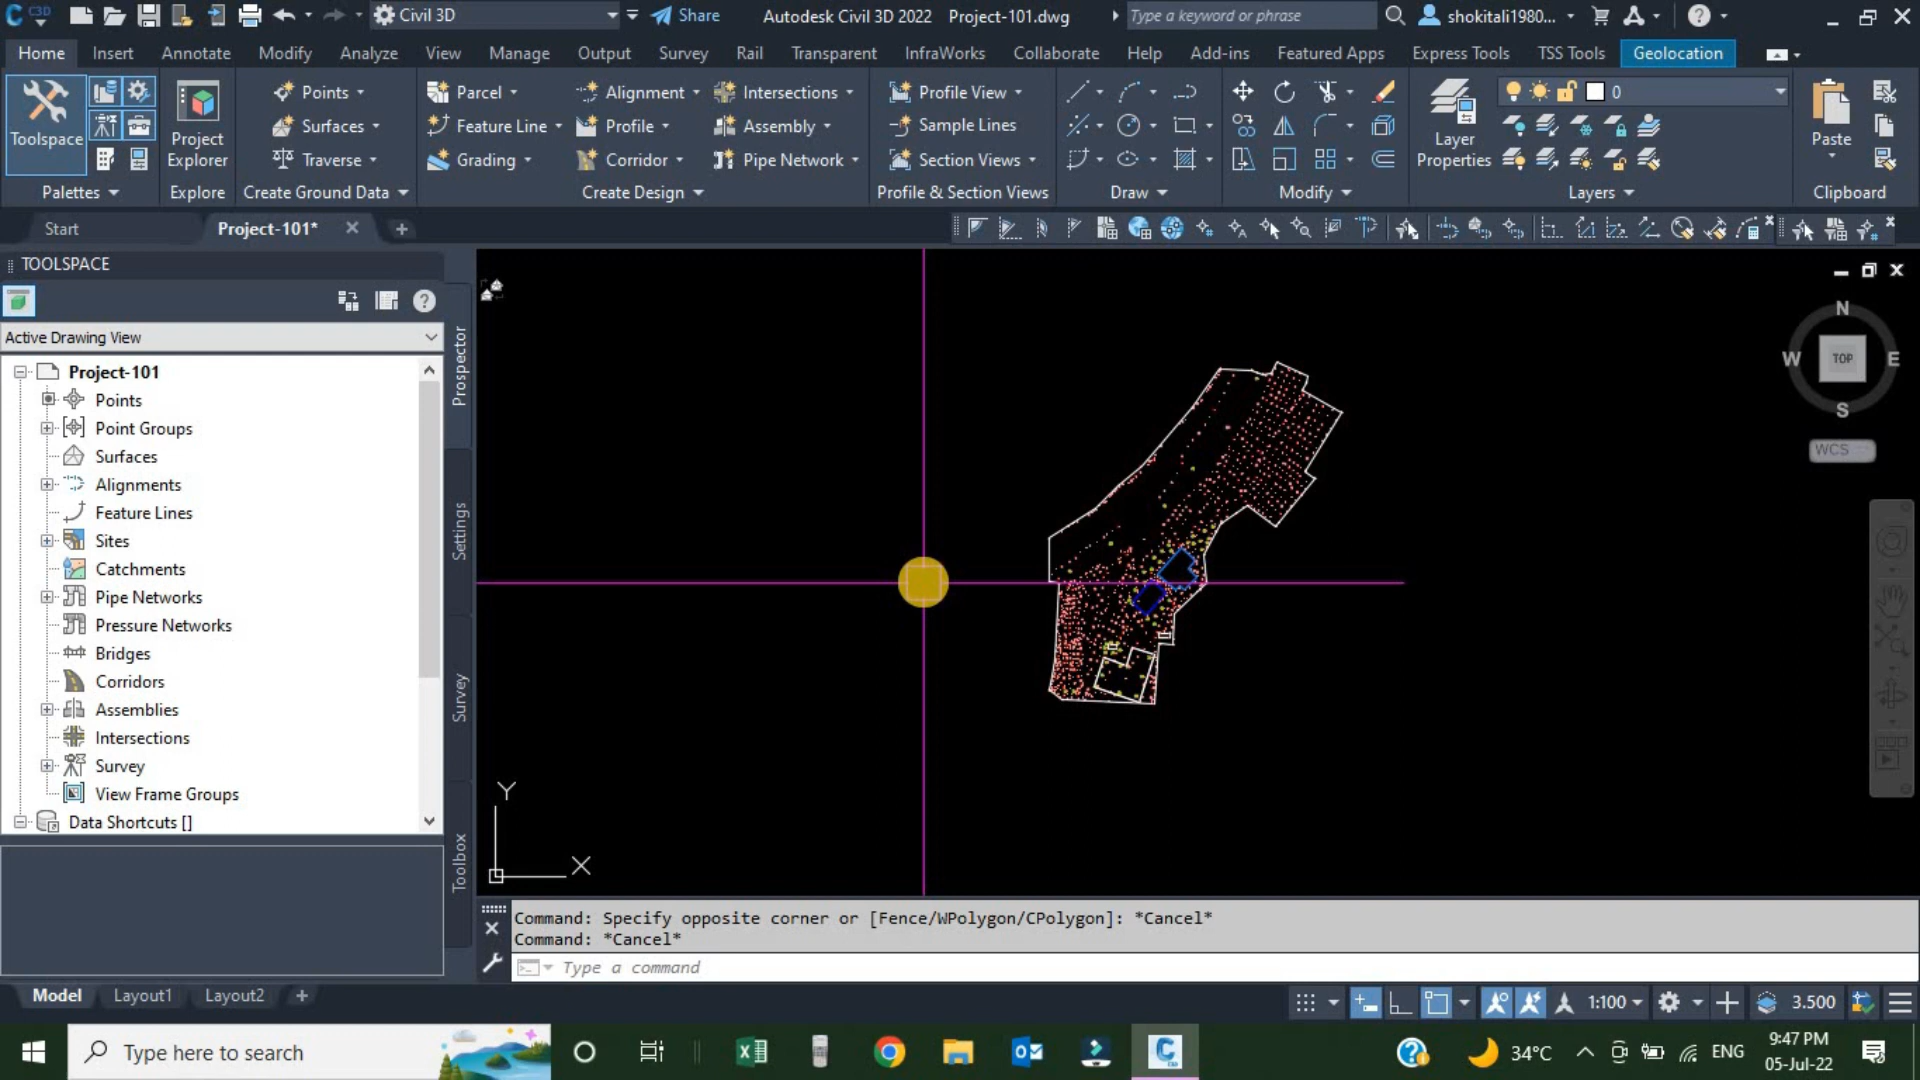 C3D Civil 3D Share Autodesk Civil 3D 2022 Project-101.dwg Type a keyword or phrase shokitali1980...
Home Insert Annotate Modify Analyze View Manage Output Survey Rail Transparent InfraWorks Collaborate Help Add-ins Featured Apps Express Tools TSS Tools Geolocation
Points Parcel Alignment Intersections Profile View 0
Toolspace Project Explorer Surfaces Feature Line Profile Assembly Sample Lines Layer Properties Paste
Traverse Grading Corridor Pipe Network Section Views
Palettes Explore Create Ground Data Create Design Profile & Section Views Draw Modify Layers Clipboard
Start Project-101*
TOOLSPACE
Active Drawing View
Project-101
Points
Point Groups
Surfaces
Alignments
Feature Lines
Sites
Catchments
Pipe Networks
Pressure Networks
Bridges
Corridors
Assemblies
Intersections
Survey
View Frame Groups
Data Shortcuts []
Prospector
Settings
Survey
Toolbox
N
W TOP E
S
WCS
Y
X
Command: Specify opposite corner or [Fence/WPolygon/CPolygon]: *Cancel*
Command: *Cancel*
Type a command
Model Layout1 Layout2 1:100 3.500
Type here to search 34°C ENG 9:47 PM
05-Jul-22